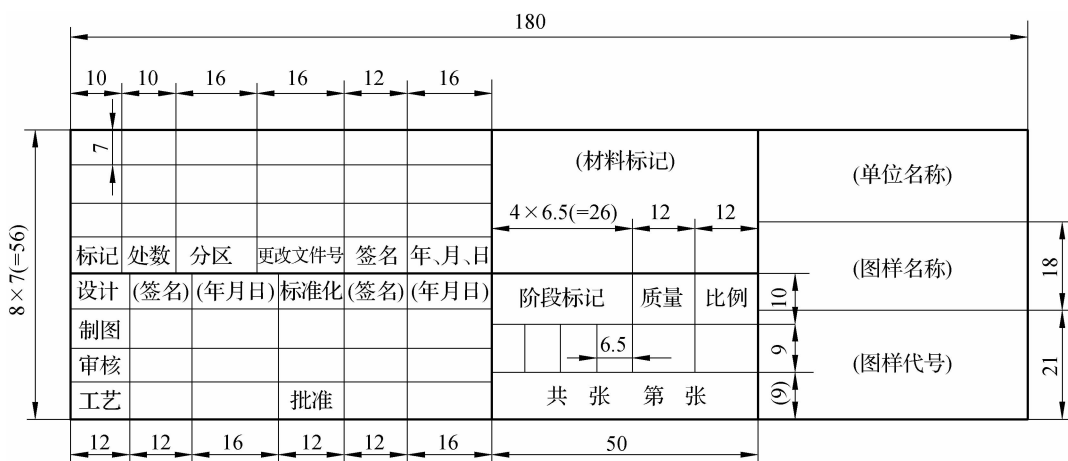 180
10 10 16 16 12 16
7
(材料标记)
(单位名称)
4×6.5(=26) 12 12
8×7(=56)
标记 处数 分区 更改文件号 签名 年、月、日
(图样名称)
18
设计 (签名) (年月日) 标准化 (签名) (年月日) 阶段标记 质量 比例
10
制图
6.5
9
审核
(图样代号)
21
工艺 批准 共 张 第 张
(9)
12 12 16 12 12 16 50